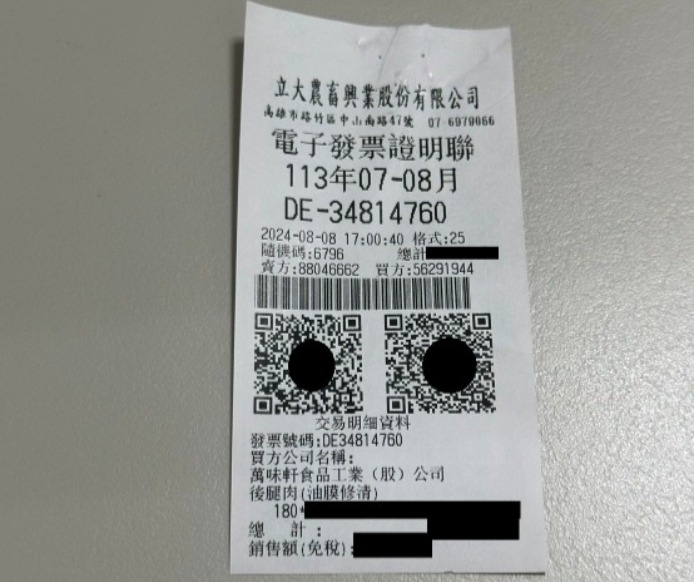 立大農畜興業股份有限公司
高雄市路竹區中山南路47號 07-6979066
電子發票證明聯
113年07-08月
DE-34814760
2024-08-08 17:00:40 格式:25
隨機碼:6796 總計
賣方:88046662 買方:56291944
交易明細資料
發票號碼:DE34814760
買方公司名稱:
萬味軒食品工業(股)公司
後腿肉(油膜修清)
180*
總 計:
銷售額(免稅):